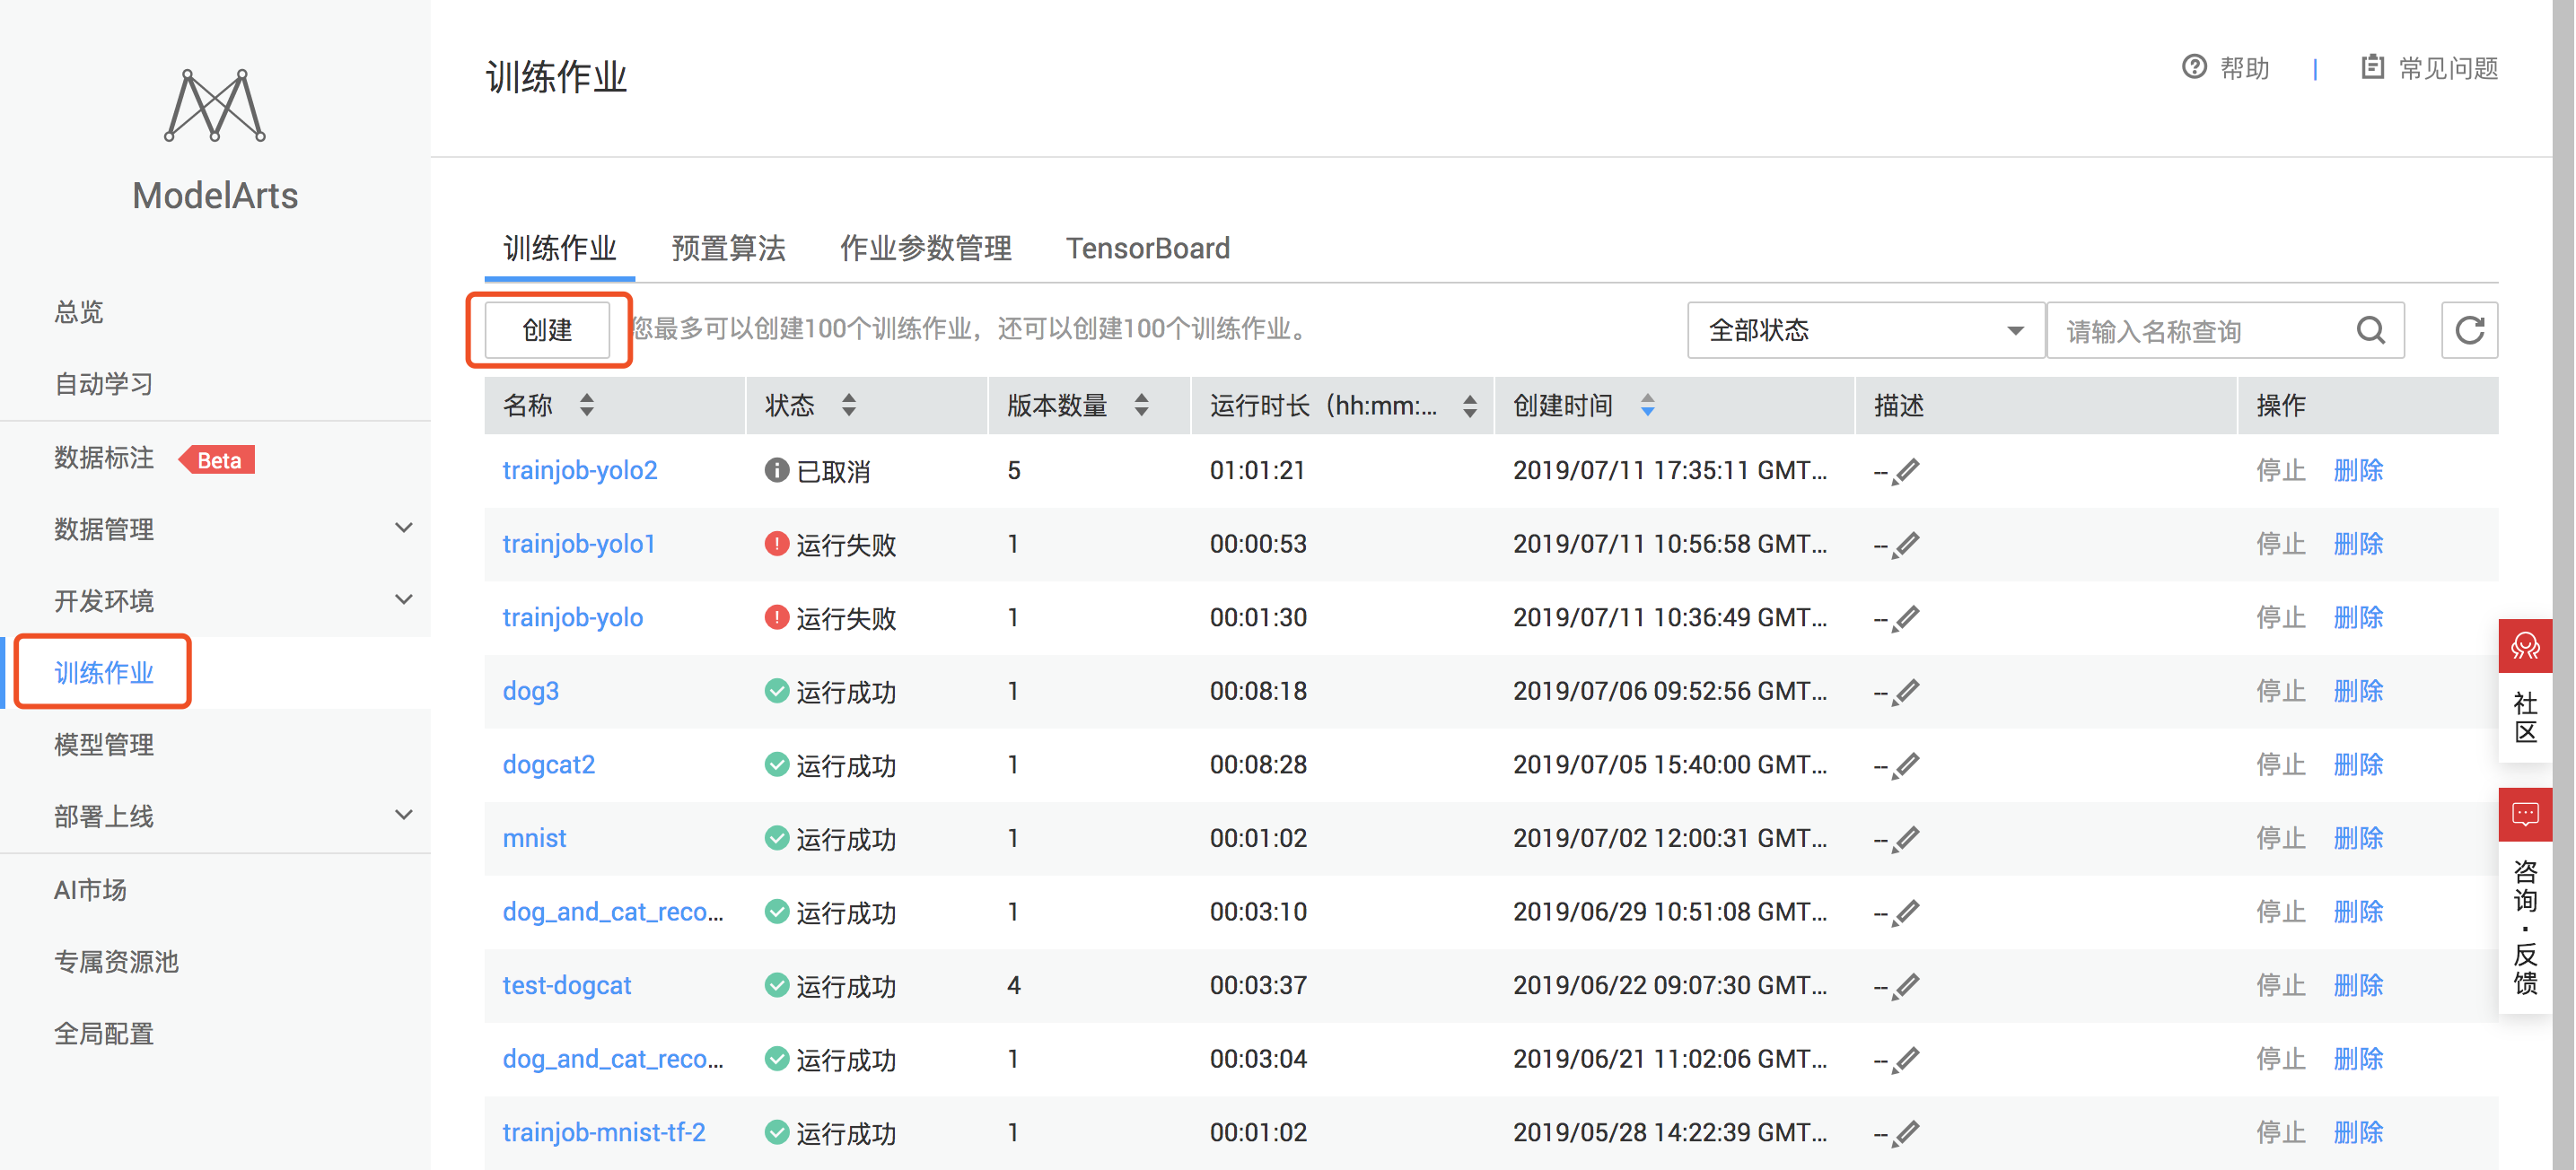 ModelArts
总览
自动学习
数据标注 Beta
数据管理
开发环境
训练作业
模型管理
部署上线
AI市场
专属资源池
全局配置
训练作业
帮助 | 常见问题
训练作业 预置算法 作业参数管理 TensorBoard
创建 您最多可以创建100个训练作业，还可以创建100个训练作业。 全部状态 请输入名称查询
名称 状态 版本数量 运行时长（hh:mm:... 创建时间 描述 操作
trainjob-yolo2 已取消 5 01:01:21 2019/07/11 17:35:11 GMT... -- 停止 删除
trainjob-yolo1 运行失败 1 00:00:53 2019/07/11 10:56:58 GMT... -- 停止 删除
trainjob-yolo 运行失败 1 00:01:30 2019/07/11 10:36:49 GMT... -- 停止 删除
dog3 运行成功 1 00:08:18 2019/07/06 09:52:56 GMT... -- 停止 删除
dogcat2 运行成功 1 00:08:28 2019/07/05 15:40:00 GMT... -- 停止 删除
mnist 运行成功 1 00:01:02 2019/07/02 12:00:31 GMT... -- 停止 删除
dog_and_cat_reco... 运行成功 1 00:03:10 2019/06/29 10:51:08 GMT... -- 停止 删除
test-dogcat 运行成功 4 00:03:37 2019/06/22 09:07:30 GMT... -- 停止 删除
dog_and_cat_reco... 运行成功 1 00:03:04 2019/06/21 11:02:06 GMT... -- 停止 删除
trainjob-mnist-tf-2 运行成功 1 00:01:02 2019/05/28 14:22:39 GMT... -- 停止 删除
社区
咨询·反馈